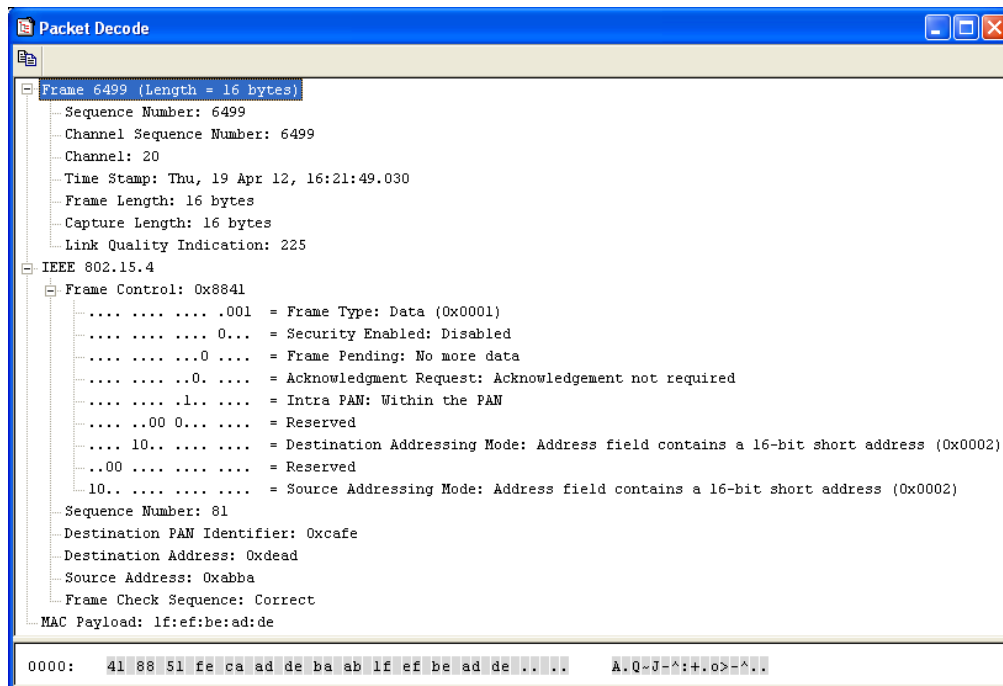 Packet Decode
Frame 6499 (Length = 16 bytes)
Sequence Number: 6499
Channel Sequence Number: 6499
Channel: 20
Time Stamp: Thu, 19 Apr 12, 16:21:49.030
Frame Length: 16 bytes
Capture Length: 16 bytes
Link Quality Indication: 225
IEEE 802.15.4
Frame Control: 0x8841
.... .... .... .001 = Frame Type: Data (0x0001)
.... .... .... 0... = Security Enabled: Disabled
.... .... ...0 .... = Frame Pending: No more data
.... .... ..0. .... = Acknowledgment Request: Acknowledgement not required
.... .... .1.. .... = Intra PAN: Within the PAN
.... ..00 0... .... = Reserved
.... 10.. .... .... = Destination Addressing Mode: Address field contains a 16-bit short address (0x0002)
..00 .... .... .... = Reserved
10.. .... .... .... = Source Addressing Mode: Address field contains a 16-bit short address (0x0002)
Sequence Number: 81
Destination PAN Identifier: 0xcafe
Destination Address: 0xdead
Source Address: 0xabba
Frame Check Sequence: Correct
MAC Payload: 1f:ef:be:ad:de
0000: 41 88 51 fe ca ad de ba ab 1f ef be ad de .. .. A.Q~J-^:+.o>-^..